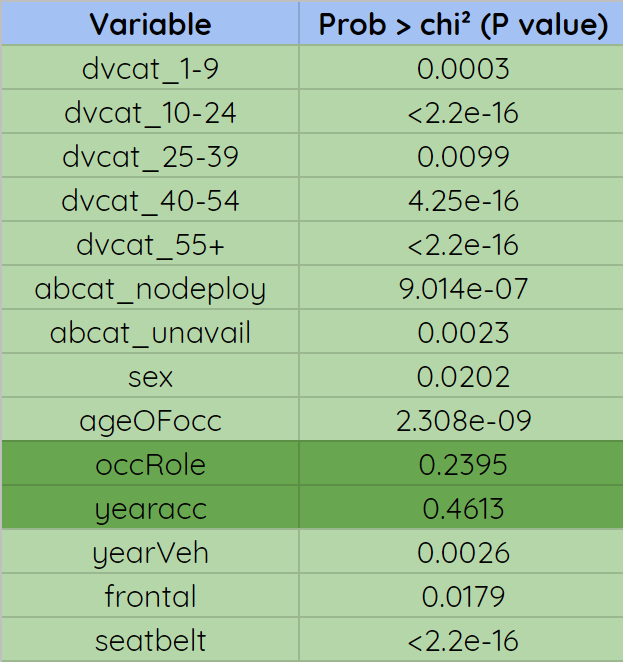 Variable Prob > chi² (P value)
dvcat_1-9 0.0003
dvcat_10-24 <2.2e-16
dvcat_25-39 0.0099
dvcat_40-54 4.25e-16
dvcat_55+ <2.2e-16
abcat_nodeploy 9.014e-07
abcat_unavail 0.0023
sex 0.0202
ageOFocc 2.308e-09
occRole 0.2395
yearacc 0.4613
yearVeh 0.0026
frontal 0.0179
seatbelt <2.2e-16